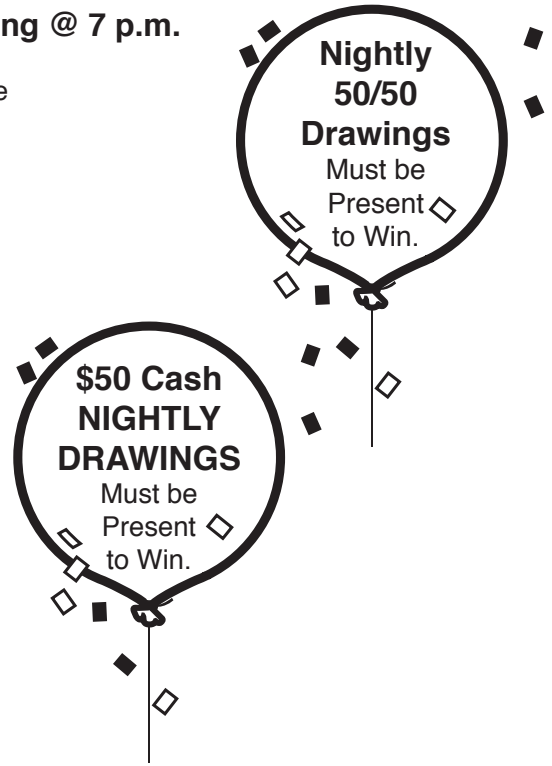 ng @ 7 p.m.
e
Nightly
50/50
Drawings
Must be
Present
to Win.
$50 Cash
NIGHTLY
DRAWINGS
Must be
Present
to Win.